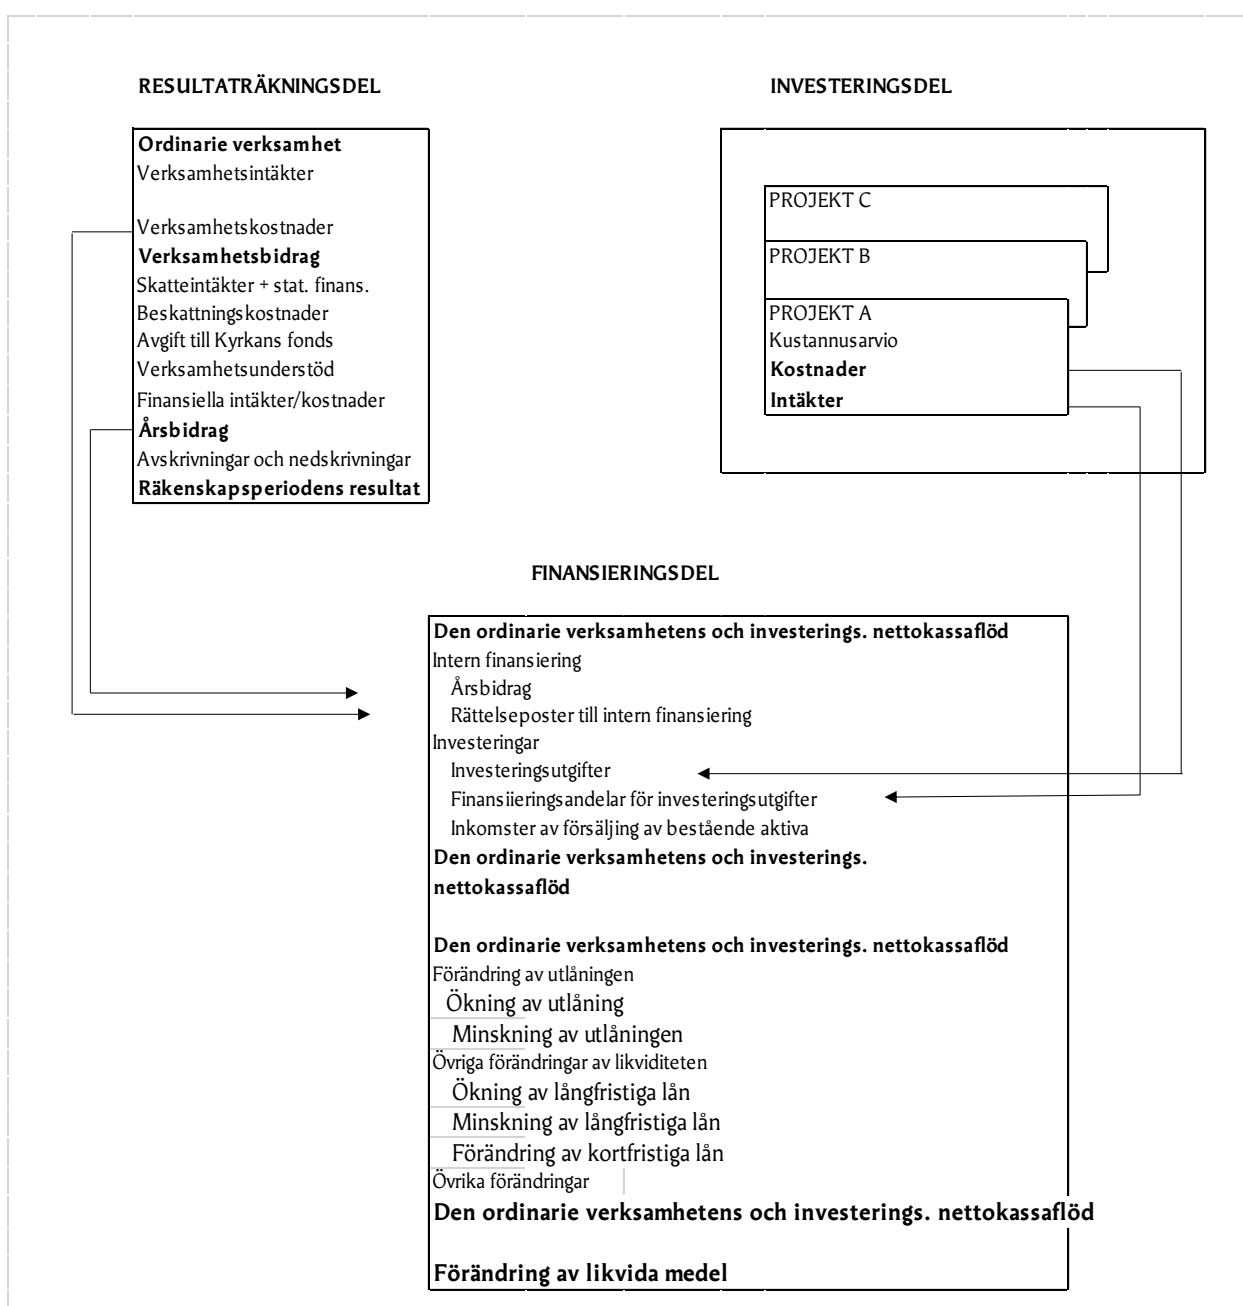 RESULTATRÄKNINGSDEL
Ordinarie verksamhet
Verksamhetsintäkter
Verksamhetskostnader
Verksamhetsbidrag
Skatteintäkter + stat. finans.
Beskattningskostnader
Avgift till Kyrkans fonds
Verksamhetsunderstöd
Finansiella intäkter/kostnader
Årsbidrag
Avskrivningar och nedskrivningar
Räkenskapsperiodens resultat
INVESTERINGSDEL
PROJEKT C
PROJEKT B
PROJEKT A
Kustannusarvio
Kostnader
Intäkter
FINANSIERINGSDEL
Den ordinarie verksamhetens och investerings. nettokassaflöd
Intern finansiering
Årsbidrag
Rättelseposter till intern finansiering
Investeringar
Investeringsutgifter
Finansiieringsandelar för investeringsutgifter
Inkomster av försäljing av bestående aktiva
Den ordinarie verksamhetens och investerings.
nettokassaflöd
Den ordinarie verksamhetens och investerings. nettokassaflöd
Förändring av utlåningen
Ökning av utlåning
Minskning av utlåningen
Övriga förändringar av likviditeten
Ökning av långfristiga lån
Minskning av långfristiga lån
Förändring av kortfristiga lån
Övrika förändringar
Den ordinarie verksamhetens och investerings. nettokassaflöd
Förändring av likvida medel